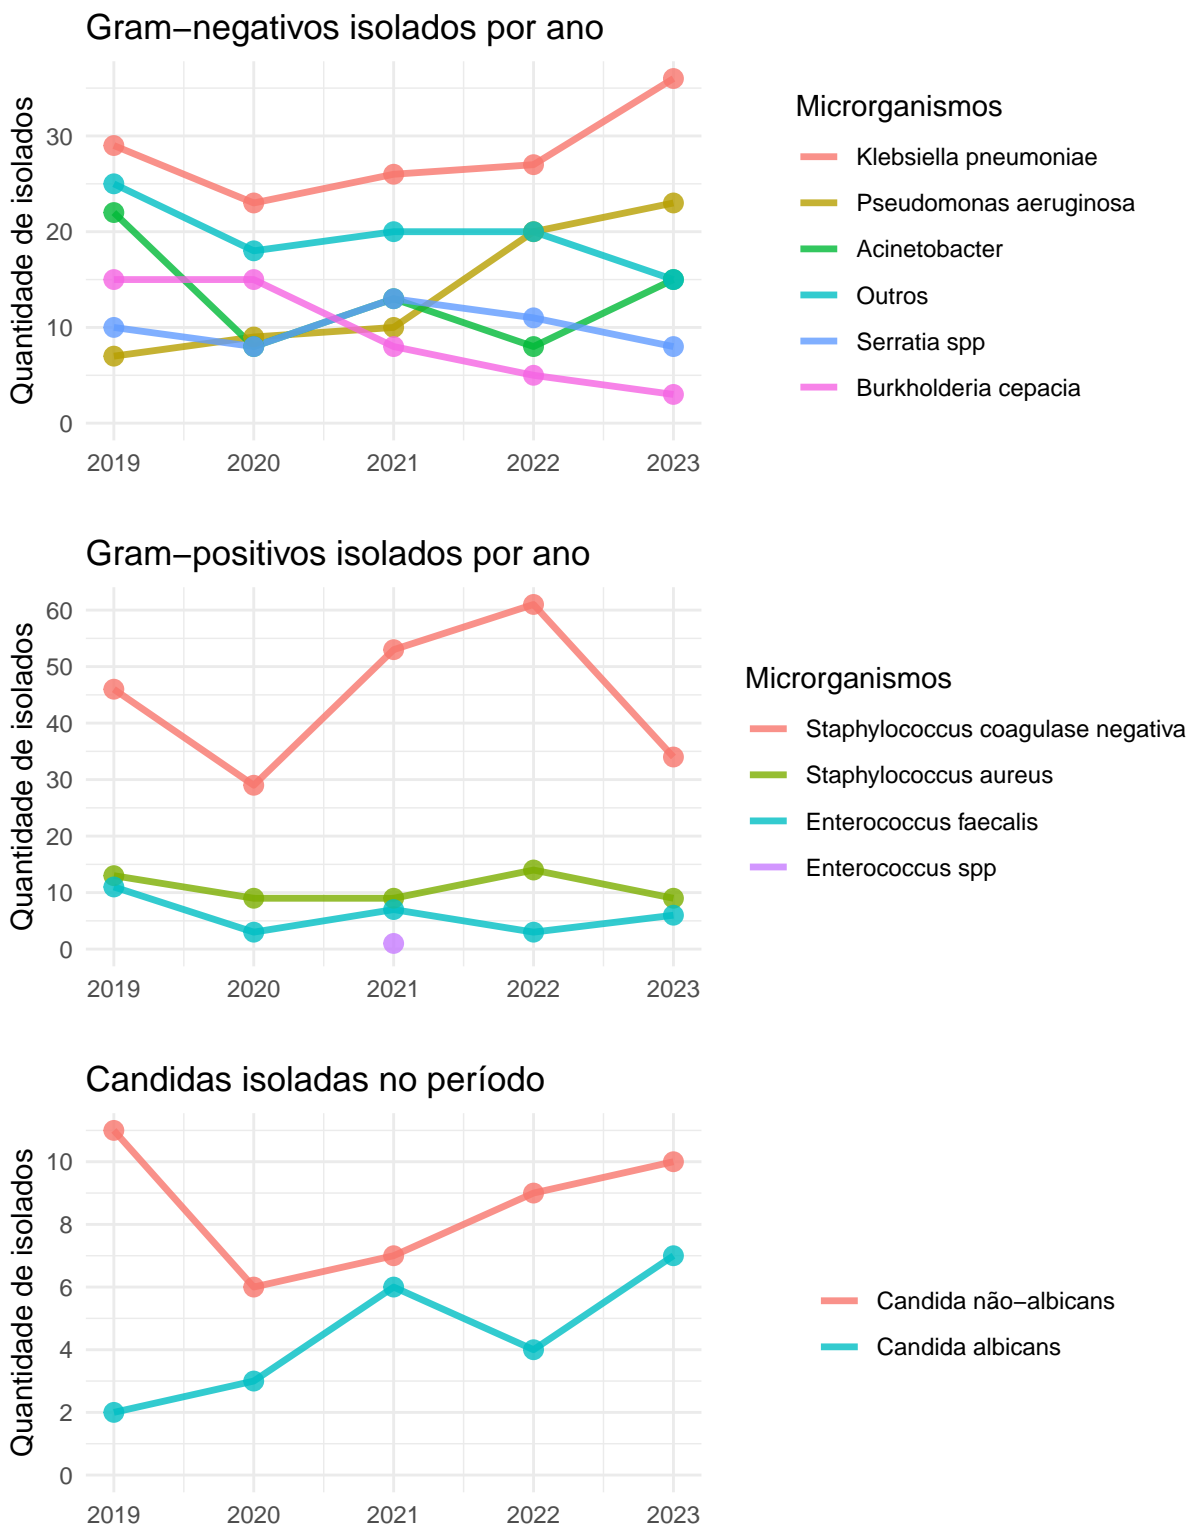 Gram−negativos isolados por ano
Quantidade de isolados
30
20
10
0
2019 2020 2021 2022 2023
Microrganismos
Klebsiella pneumoniae
Pseudomonas aeruginosa
Acinetobacter
Outros
Serratia spp
Burkholderia cepacia
Gram−positivos isolados por ano
Quantidade de isolados
60
50
40
30
20
10
0
2019 2020 2021 2022 2023
Microrganismos
Staphylococcus coagulase negativa
Staphylococcus aureus
Enterococcus faecalis
Enterococcus spp
Candidas isoladas no período
Quantidade de isolados
10
8
6
4
2
0
2019 2020 2021 2022 2023
Candida não−albicans
Candida albicans